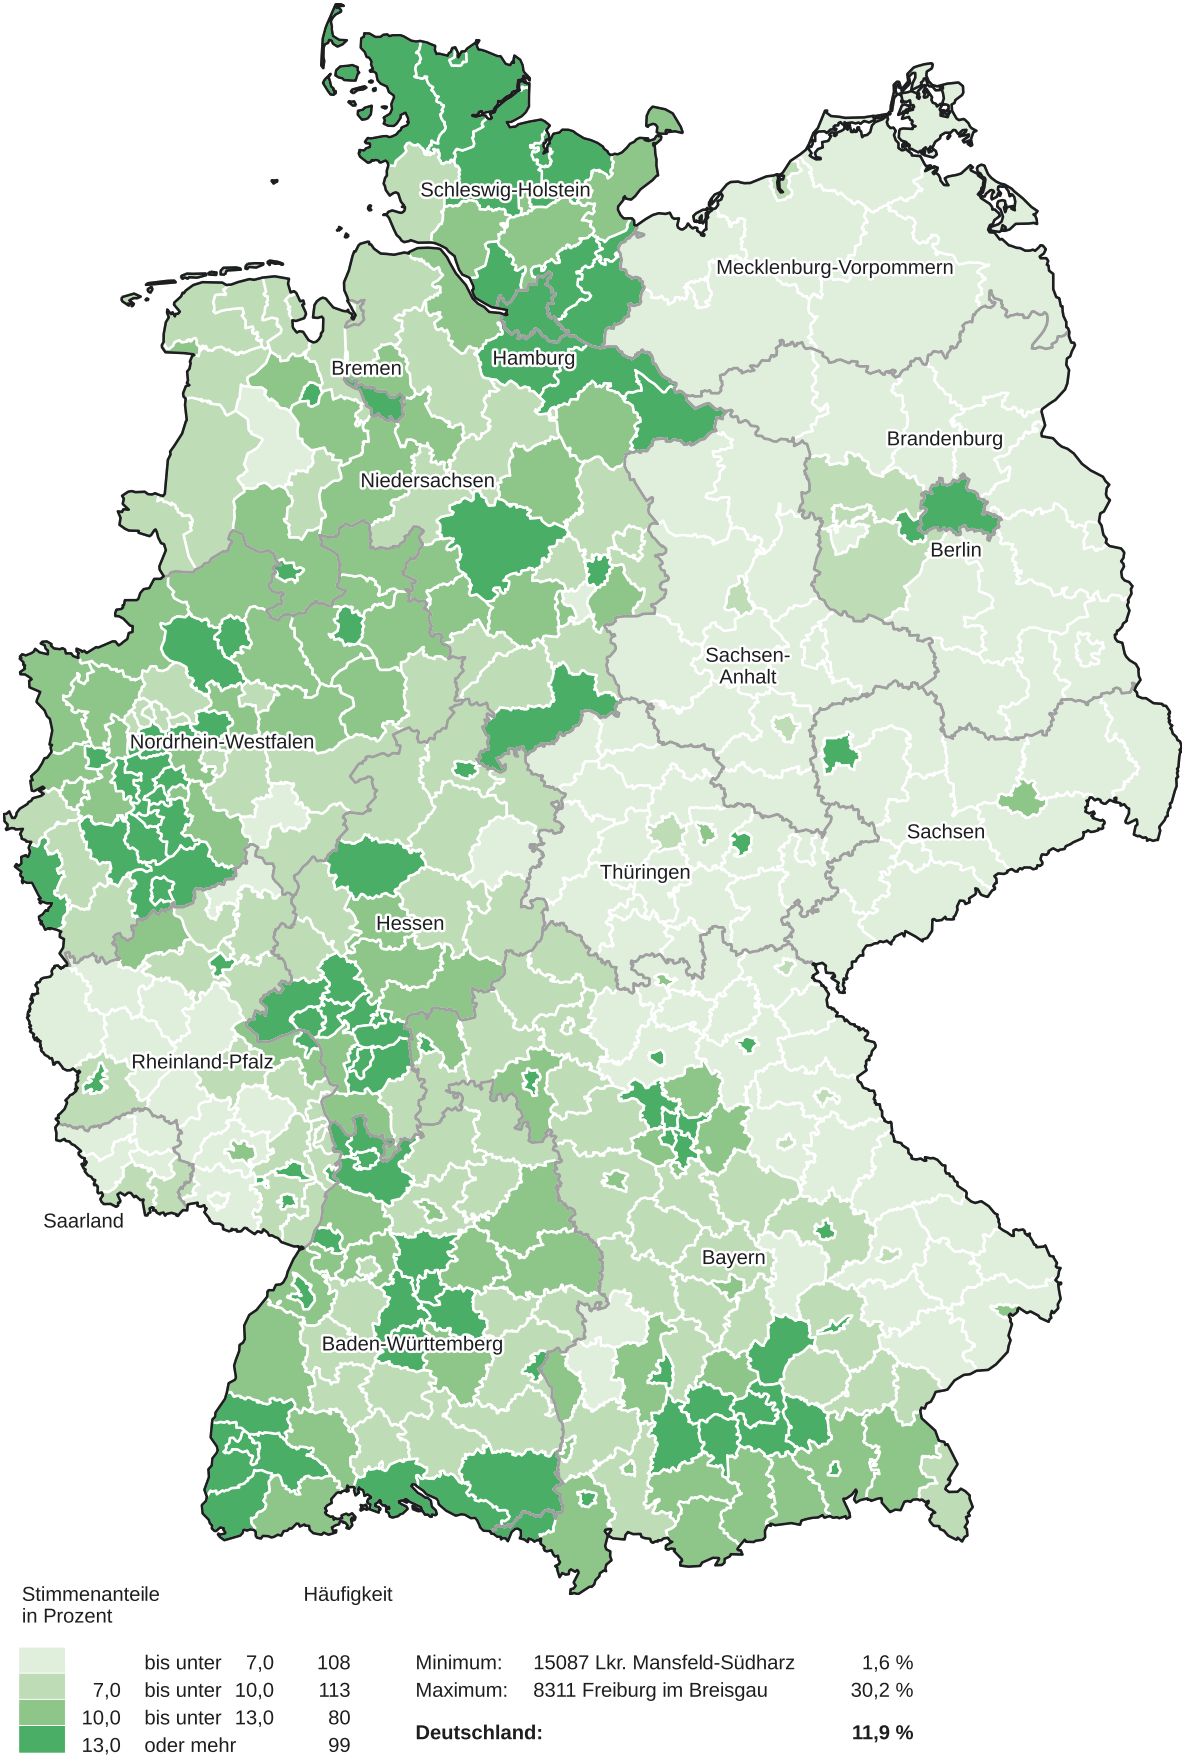 Schleswig-Holstein
Mecklenburg-Vorpommern
Hamburg
Bremen
Brandenburg
Niedersachsen
Berlin
Sachsen-
Anhalt
Nordrhein-Westfalen
Sachsen
Thüringen
Hessen
Rheinland-Pfalz
Saarland
Bayern
Baden-Württemberg
Stimmenanteile
in Prozent
Häufigkeit
bis unter 7,0 108
7,0 bis unter 10,0 113
10,0 bis unter 13,0 80
13,0 oder mehr 99
Minimum: 15087 Lkr. Mansfeld-Südharz 1,6 %
Maximum: 8311 Freiburg im Breisgau 30,2 %
Deutschland: 11,9 %